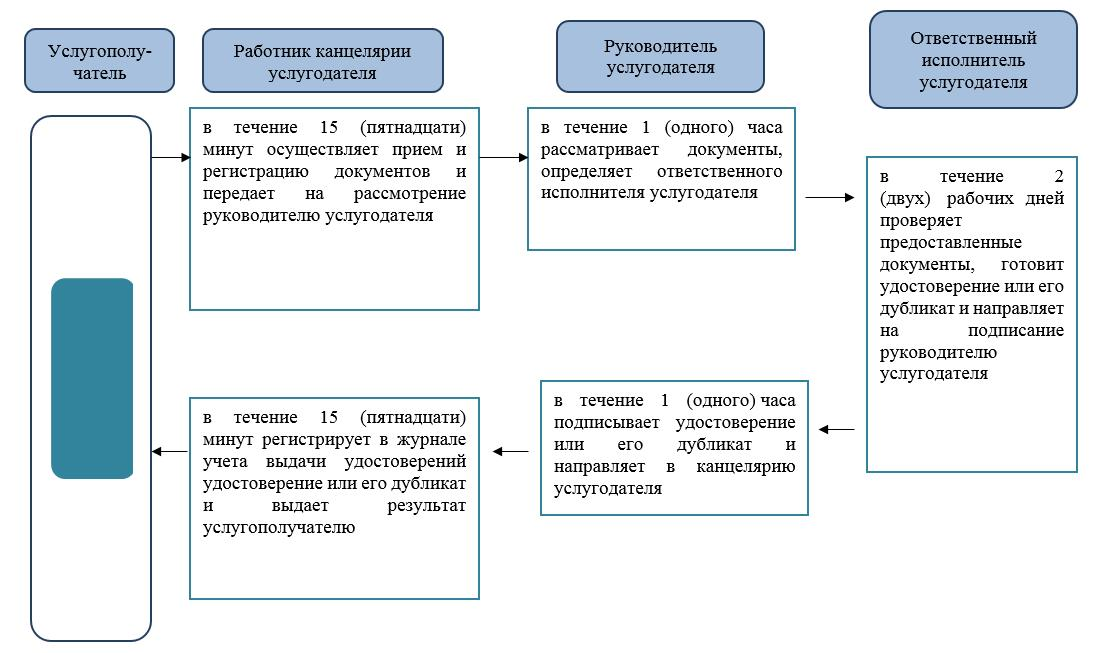 Услугополу-
чатель
Работник канцелярии
услугодателя
Руководитель
услугодателя
Ответственный
исполнитель
услугодателя
в течение 15 (пятнадцати)
минут осуществляет прием и
регистрацию документов и
передает на рассмотрение
руководителю услугодателя
в течение 1 (одного) часа
рассматривает документы,
определяет ответственного
исполнителя услугодателя
в течение 2
(двух) рабочих дней
проверяет
предоставленные
документы, готовит
удостоверение или его
дубликат и направляет
на подписание
руководителю
услугодателя
в течение 1 (одного) часа
подписывает удостоверение
или его дубликат и
направляет в канцелярию
услугодателя
в течение 15 (пятнадцати)
минут регистрирует в журнале
учета выдачи удостоверений
удостоверение или его дубликат
и выдает результат
услугополучателю